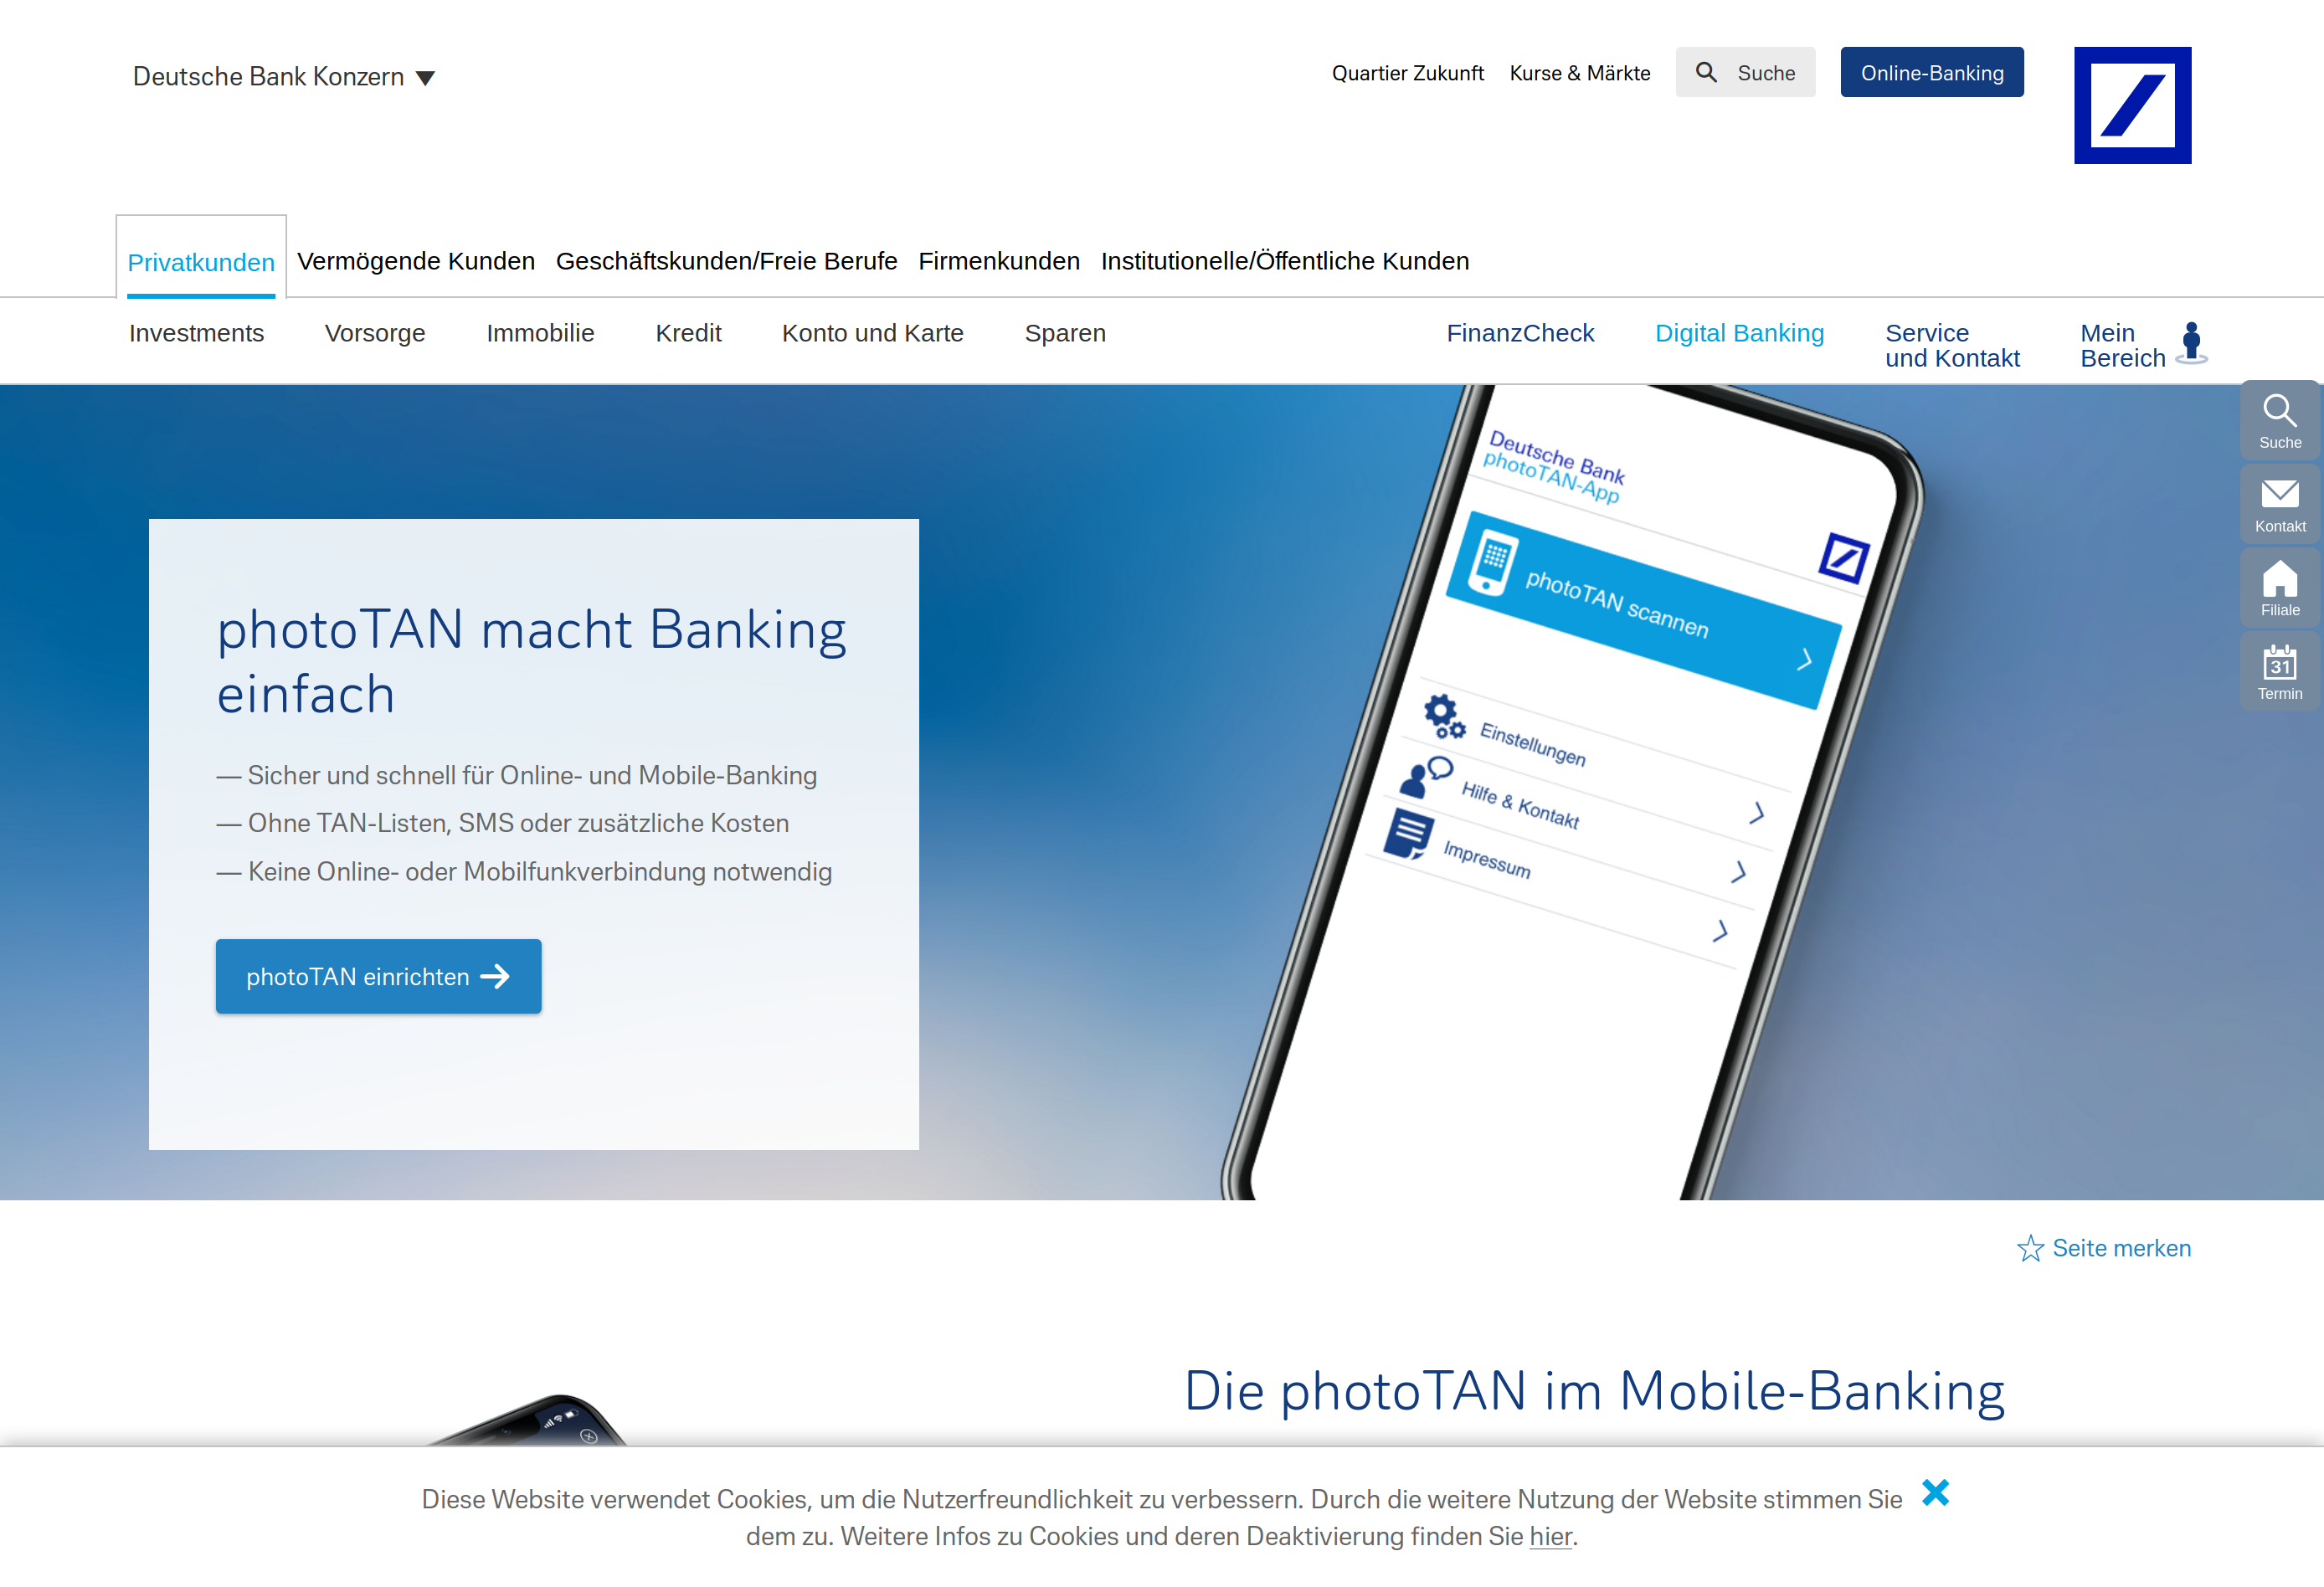 Deutsche Bank Konzern
Quartier Zukunft
Kurse & Märkte
Suche
Online-Banking
Privatkunden
Vermögende Kunden
Geschäftskunden/Freie Berufe
Firmenkunden
Institutionelle/Öffentliche Kunden
Investments
Vorsorge
Immobilie
Kredit
Konto und Karte
Sparen
FinanzCheck
Digital Banking
Service
und Kontakt
Mein
Bereich
Suche
Kontakt
Filiale
31
Termin
photoTAN macht Banking
einfach
— Sicher und schnell für Online- und Mobile-Banking
— Ohne TAN-Listen, SMS oder zusätzliche Kosten
— Keine Online- oder Mobilfunkverbindung notwendig
photoTAN einrichten
Deutsche Bank
photoTAN-App
photoTAN scannen
Einstellungen
Hilfe & Kontakt
Impressum
Seite merken
Die photoTAN im Mobile-Banking
Diese Website verwendet Cookies, um die Nutzerfreundlichkeit zu verbessern. Durch die weitere Nutzung der Website stimmen Sie
dem zu. Weitere Infos zu Cookies und deren Deaktivierung finden Sie hier.